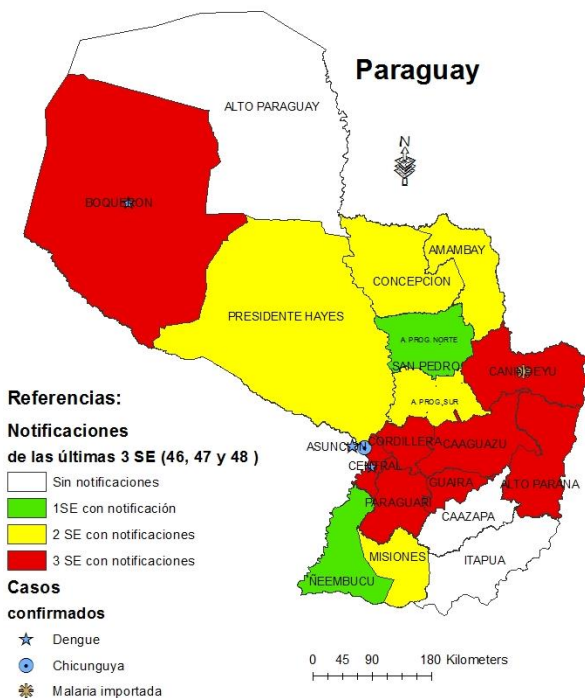 Paraguay
N
ALTO PARAGUAY
BOQUERON
PRESIDENTE HAYES
CONCEPCION
AMAMBAY
A. PROG. NORTE
SAN PEDRO
A. PROG. SUR
CANINDEYU
ASUNCION
CORDILLERA
CAAGUAZU
CENTRAL
GUAIRA
ALTO PARANA
PARAGUARI
CAAZAPA
MISIONES
ITAPUA
ÑEEMBUCU
Referencias:
Notificaciones
de las últimas 3 SE (46, 47 y 48 )
Sin notificaciones
1SE con notificación
2 SE con notificaciones
3 SE con notificaciones
Casos
confirmados
Dengue
Chicunguya
Malaria importada
0 45 90 180 Kilometers